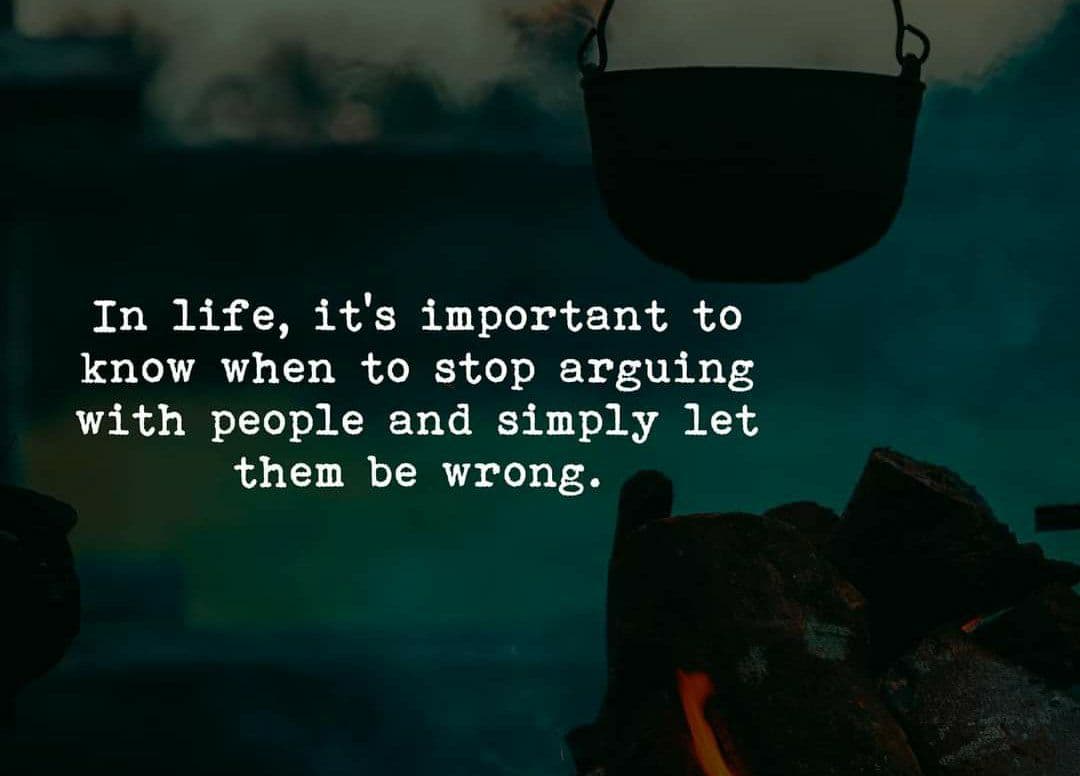 In life, it's important to
know when to stop arguing
with people and simply let
them be wrong.